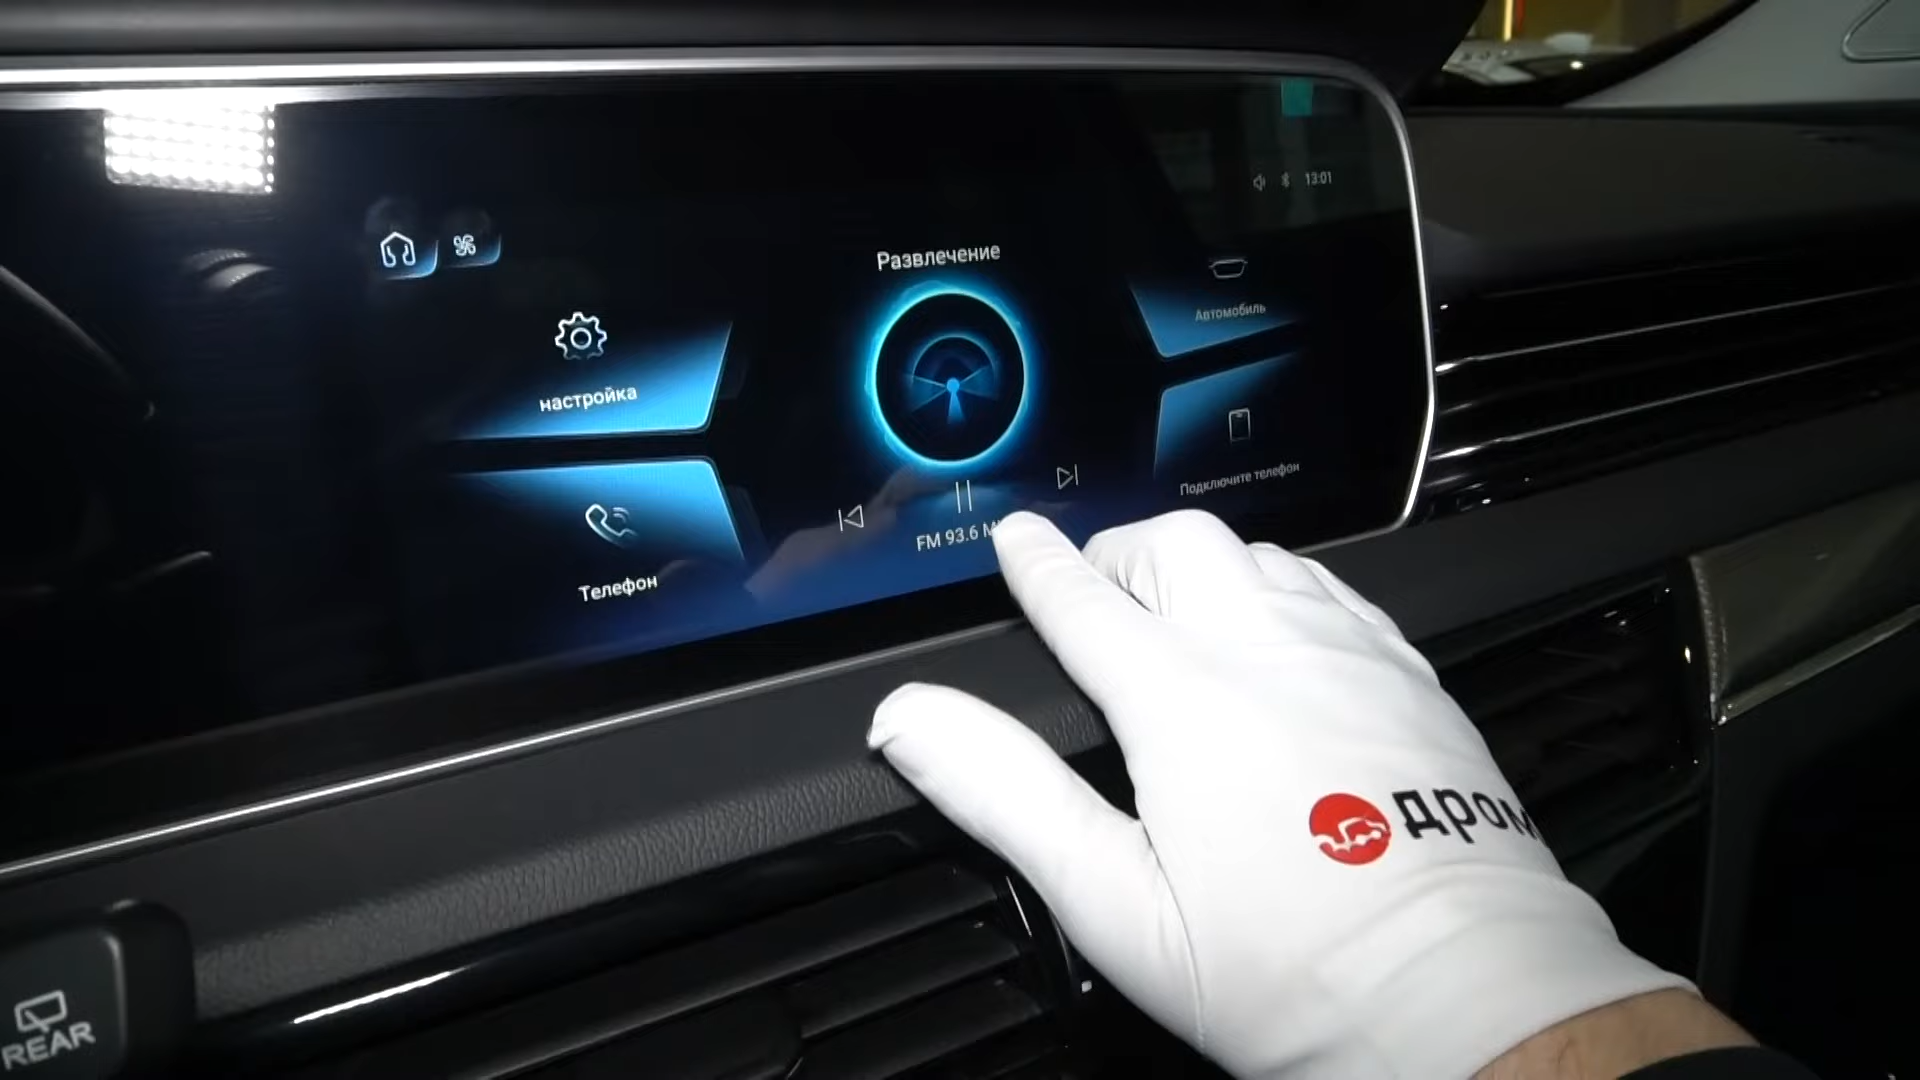 13:01
Развлечение
Автомобиль
настройка
Подключите телефон
FM 93.6
Телефон
дром
REAR